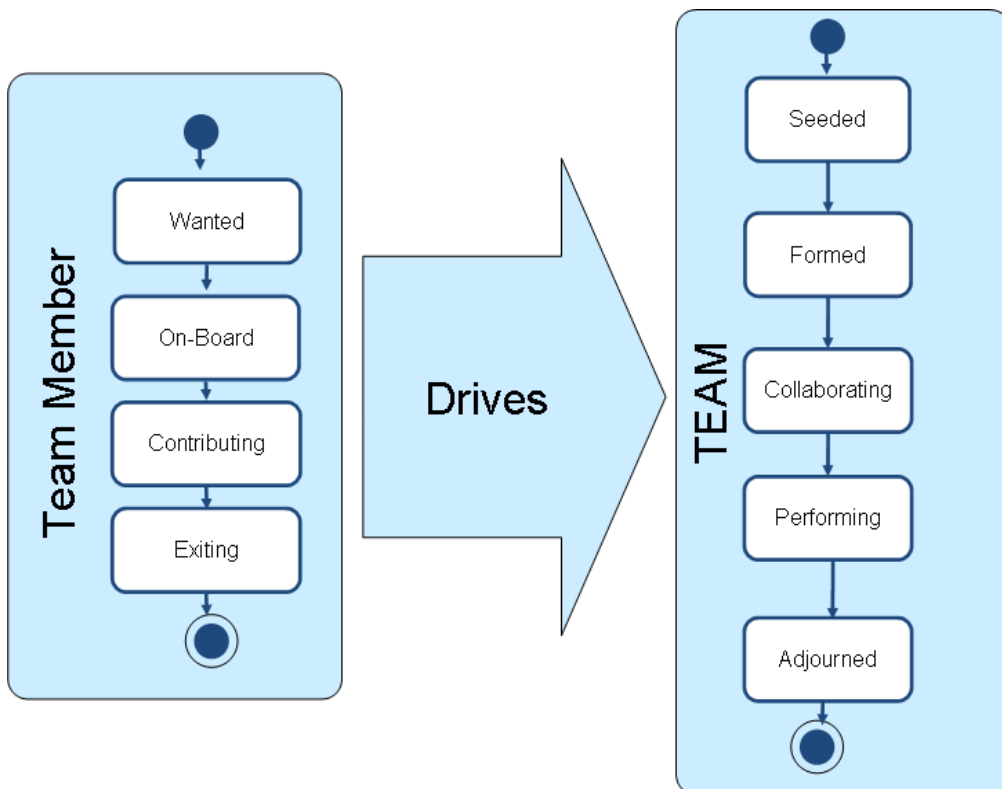 Team Member
Wanted
On-Board
Contributing
Exiting
Drives
TEAM
Seeded
Formed
Collaborating
Performing
Adjourned